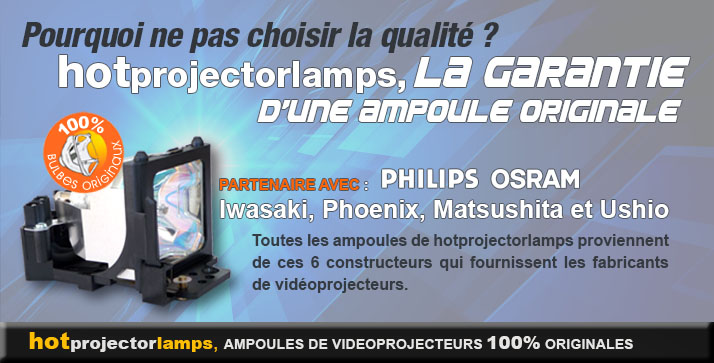 Pourquoi ne pas choisir la qualité ?
hotprojectorlamps, LA GARANTIE
D'UNE AMPOULE ORIGINALE
100%
BULBES ORIGINAUX
PARTENAIRE AVEC : PHILIPS OSRAM
Iwasaki, Phoenix, Matsushita et Ushio
Toutes les ampoules de hotprojectorlamps proviennent
de ces 6 constructeurs qui fournissent les fabricants
de vidéoprojecteurs.
hotprojectorlamps, AMPOULES DE VIDEOPROJECTEURS 100% ORIGINALES